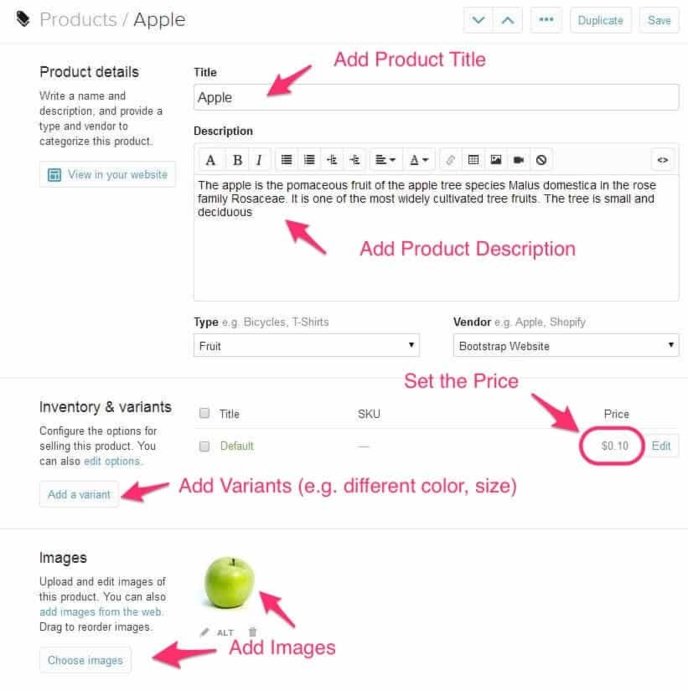 Products / Apple
Duplicate
Save
Product details
Write a name and
description, and provide a
type and vendor to
categorize this product.
View in your website
Add Product Title
Title
Apple
Description
A B I
A
<>
The apple is the pomaceous fruit of the apple tree species Malus domestica in the rose
family Rosaceae. It is one of the most widely cultivated tree fruits. The tree is small and
deciduous
Add Product Description
Type e.g. Bicycles, T-Shirts
Fruit
Vendor e.g. Apple, Shopify
Bootstrap Website
Set the Price
Inventory & variants
Configure the options for
selling this product. You
can also edit options.
Add a variant
Title SKU Price
Default — $0.10 Edit
Add Variants (e.g. different color, size)
Images
Upload and edit images of
this product. You can also
add images from the web.
Drag to reorder images.
Choose images
ALT
Add Images